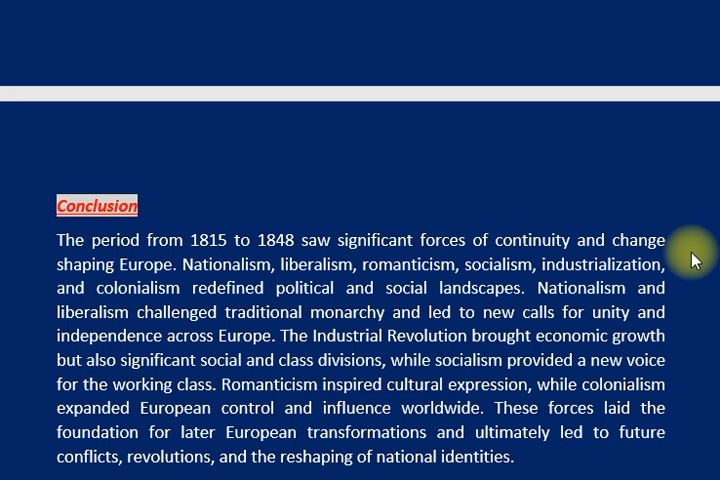 Conclusion
The period from 1815 to 1848 saw significant forces of continuity and change
shaping Europe. Nationalism, liberalism, romanticism, socialism, industrialization,
and colonialism redefined political and social landscapes. Nationalism and
liberalism challenged traditional monarchy and led to new calls for unity and
independence across Europe. The Industrial Revolution brought economic growth
but also significant social and class divisions, while socialism provided a new voice
for the working class. Romanticism inspired cultural expression, while colonialism
expanded European control and influence worldwide. These forces laid the
foundation for later European transformations and ultimately led to future
conflicts, revolutions, and the reshaping of national identities.